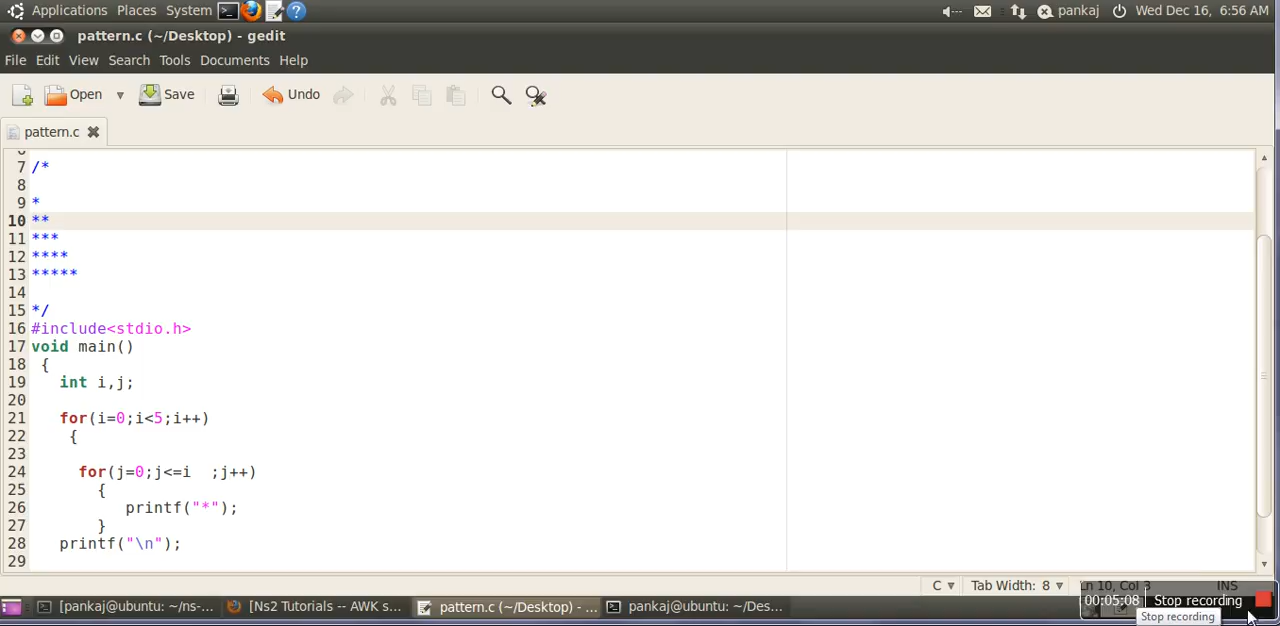 Applications Places System pankaj Wed Dec 16, 6:56 AM
pattern.c (~/Desktop) - gedit
File Edit View Search Tools Documents Help
Open Save Undo
pattern.c
7 /*
8
9 *
10 **
11 ***
12 ****
13 *****
14
15 */
16 #include<stdio.h>
17 void main()
18 {
19 int i,j;
20
21 for(i=0;i<5;i++)
22 {
23
24 for(j=0;j<=i ;j++)
25 {
26 printf("*");
27 }
28 printf("\n");
29
C Tab Width: 8 Ln 10, Col 3 INS
[pankaj@ubuntu: ~/ns-... [Ns2 Tutorials -- AWK s... pattern.c (~/Desktop) - ... pankaj@ubuntu: ~/Des... 00:05:08 Stop recording
Stop recording